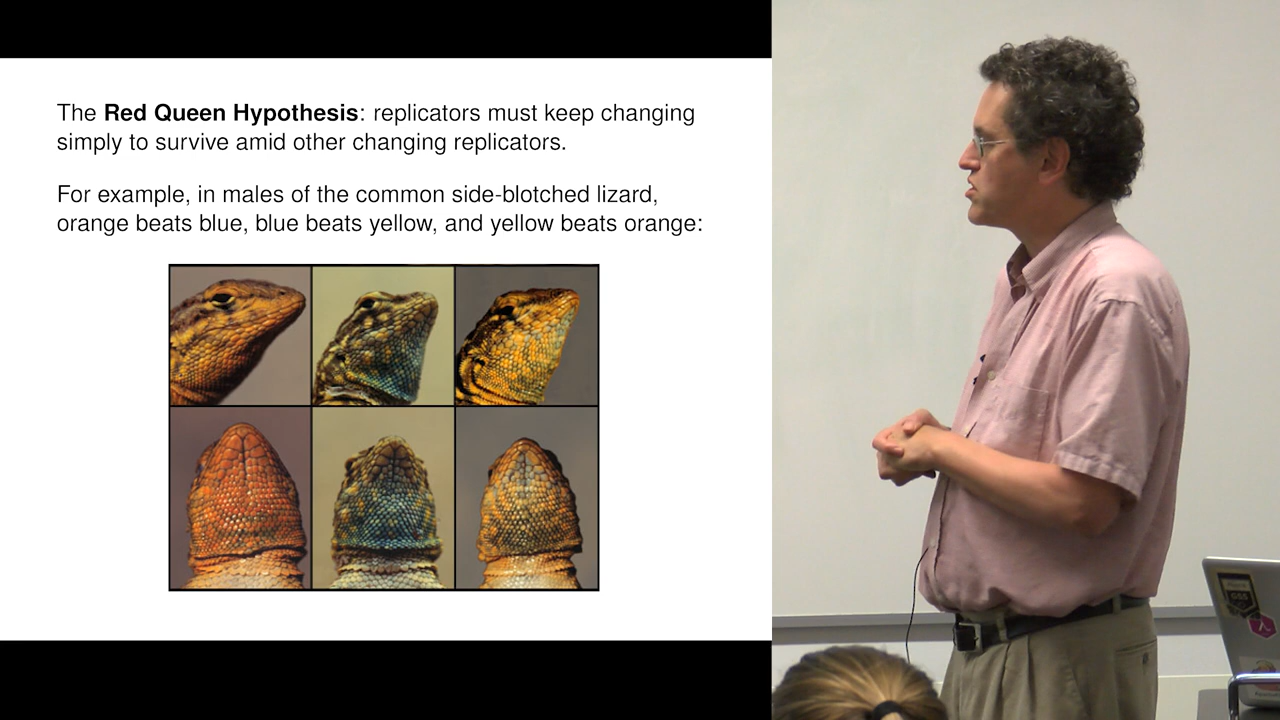 The Red Queen Hypothesis: replicators must keep changing
simply to survive amid other changing replicators.
For example, in males of the common side-blotched lizard,
orange beats blue, blue beats yellow, and yellow beats orange: